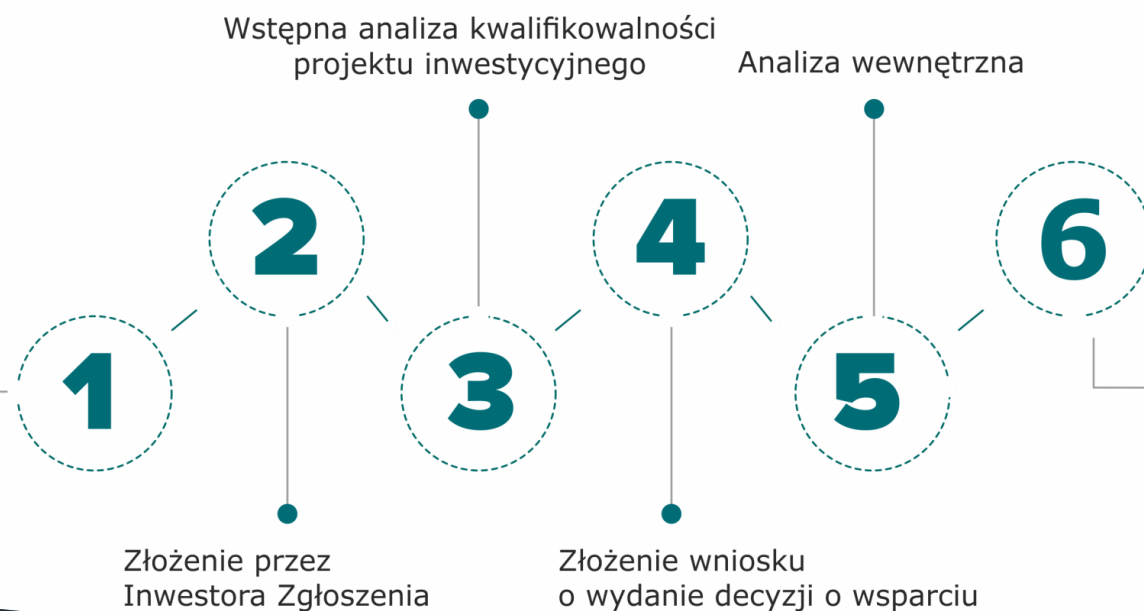 Wstępna analiza kwalifikowalności
projektu inwestycyjnego
Analiza wewnętrzna
2
4
6
1
3
5
Złożenie przez
Inwestora Zgłoszenia
Złożenie wniosku
o wydanie decyzji o wsparciu